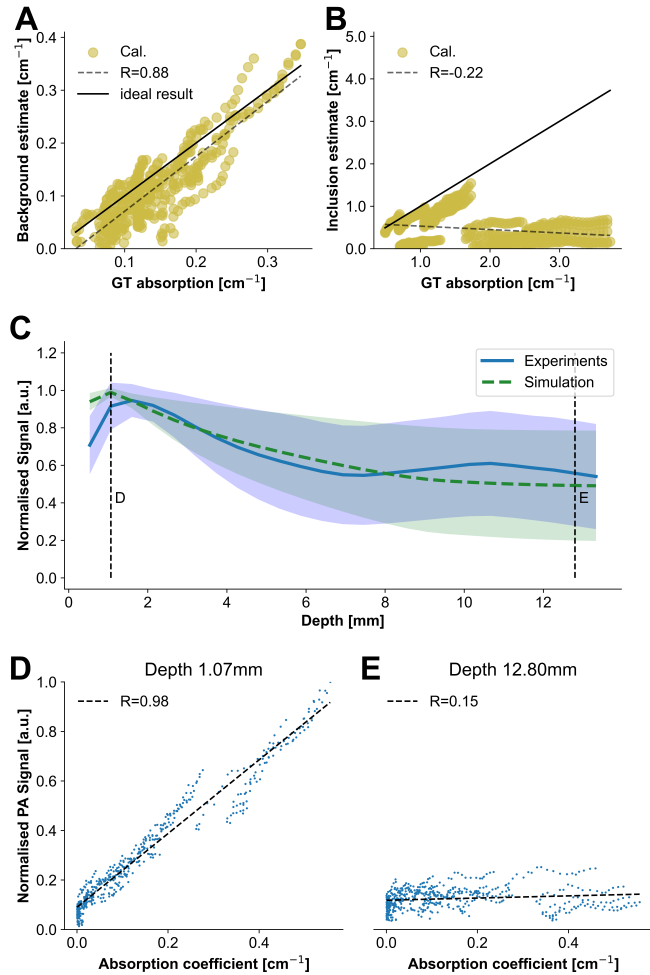 A
Cal.
R=0.88
ideal result
Background estimate [cm⁻¹]
0.4
0.3
0.2
0.1
0.0
0.1
0.2
0.3
GT absorption [cm⁻¹]
B
Cal.
R=-0.22
Inclusion estimate [cm⁻¹]
5.0
4.0
3.0
2.0
1.0
0.0
1.0
2.0
3.0
GT absorption [cm⁻¹]
C
Experiments
Simulation
Normalised Signal [a.u.]
1.2
1.0
0.8
0.6
0.4
0.2
0.0
D
E
0
2
4
6
8
10
12
Depth [mm]
D
Depth 1.07mm
R=0.98
Normalised PA Signal [a.u.]
1.0
0.8
0.6
0.4
0.2
0.0
0.0
0.2
0.4
Absorption coefficient [cm⁻¹]
E
Depth 12.80mm
R=0.15
0.0
0.2
0.4
Absorption coefficient [cm⁻¹]